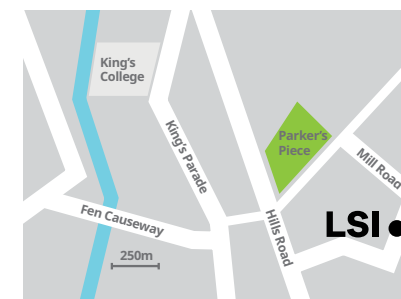 King's
College
King's Parade
Parker's
Piece
Mill Road
Fen Causeway
Hills Road
LSI
250m